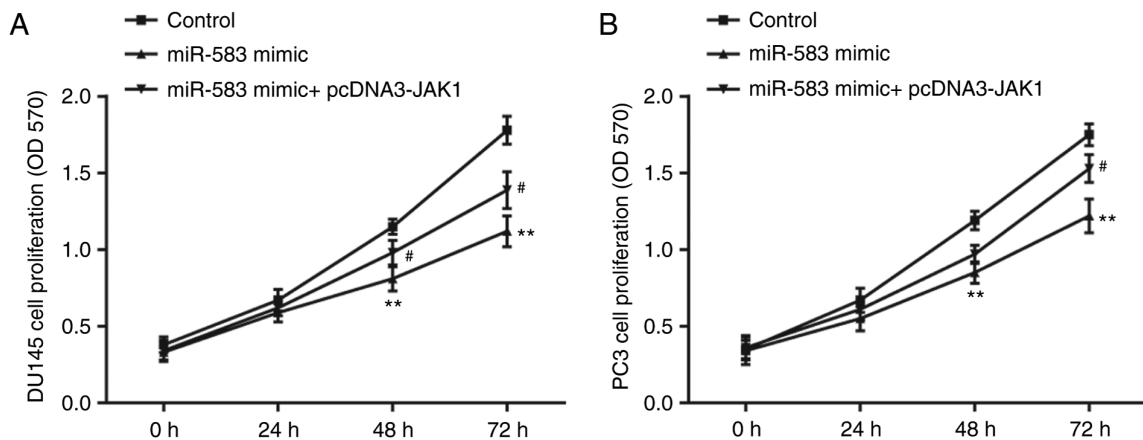 A
Control
miR-583 mimic
miR-583 mimic+ pcDNA3-JAK1
DU145 cell proliferation (OD 570)
2.0
1.5
1.0
0.5
0.0
#
**
#
**
0 h 24 h 48 h 72 h
B
Control
miR-583 mimic
miR-583 mimic+ pcDNA3-JAK1
PC3 cell proliferation (OD 570)
2.0
1.5
1.0
0.5
0.0
#
**
**
0 h 24 h 48 h 72 h